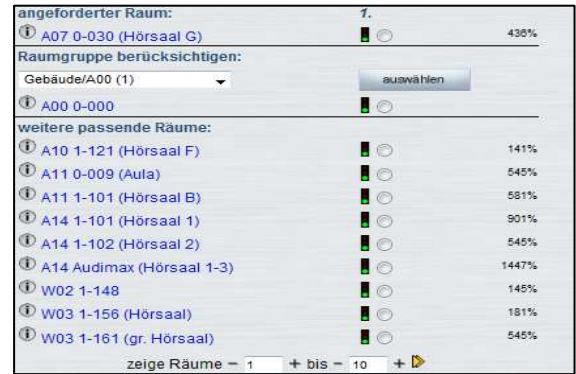 angeforderter Raum: 1.
A07 0-030 (Hörsaal G) 436%
Raumgruppe berücksichtigen:
Gebäude/A00 (1) auswählen
A00 0-000
weitere passende Räume:
A10 1-121 (Hörsaal F) 141%
A11 0-009 (Aula) 545%
A11 1-101 (Hörsaal B) 581%
A14 1-101 (Hörsaal 1) 901%
A14 1-102 (Hörsaal 2) 545%
A14 Audimax (Hörsaal 1-3) 1447%
W02 1-148 145%
W03 1-156 (Hörsaal) 181%
W03 1-161 (gr. Hörsaal) 545%
zeige Räume − 1 + bis − 10 +